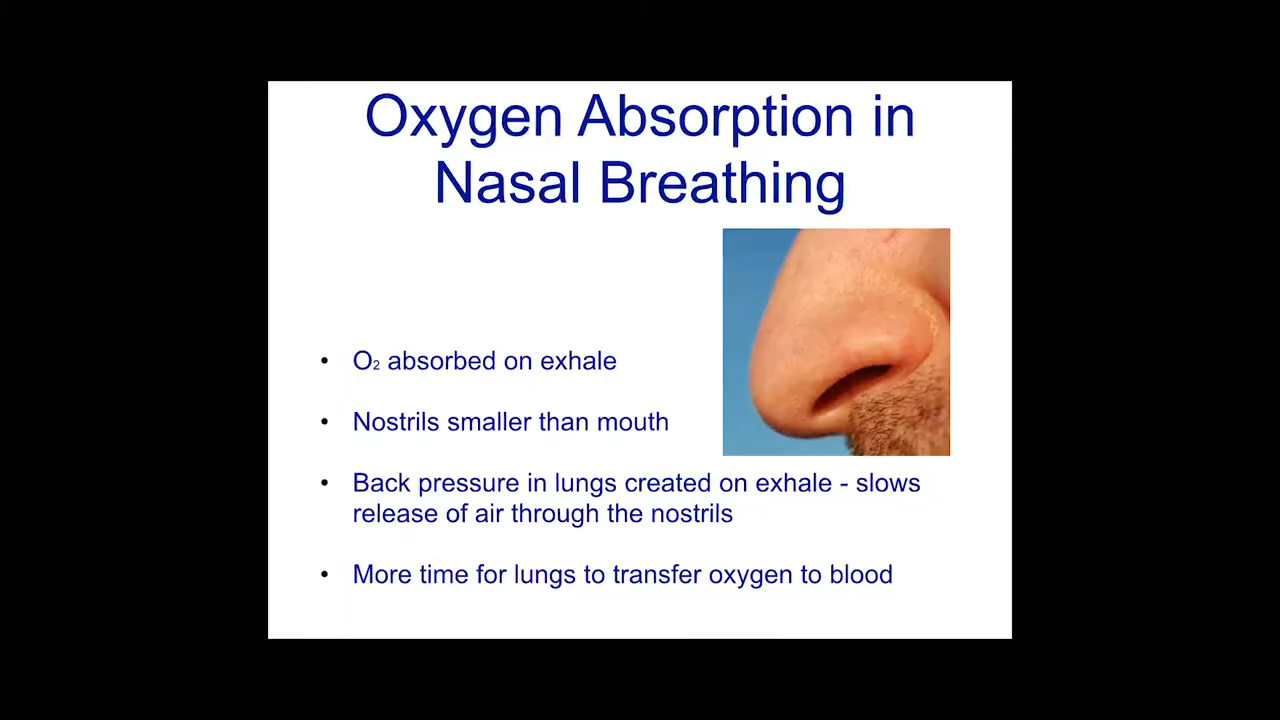 Oxygen Absorption in
Nasal Breathing
• O₂ absorbed on exhale
• Nostrils smaller than mouth
• Back pressure in lungs created on exhale - slows
release of air through the nostrils
• More time for lungs to transfer oxygen to blood